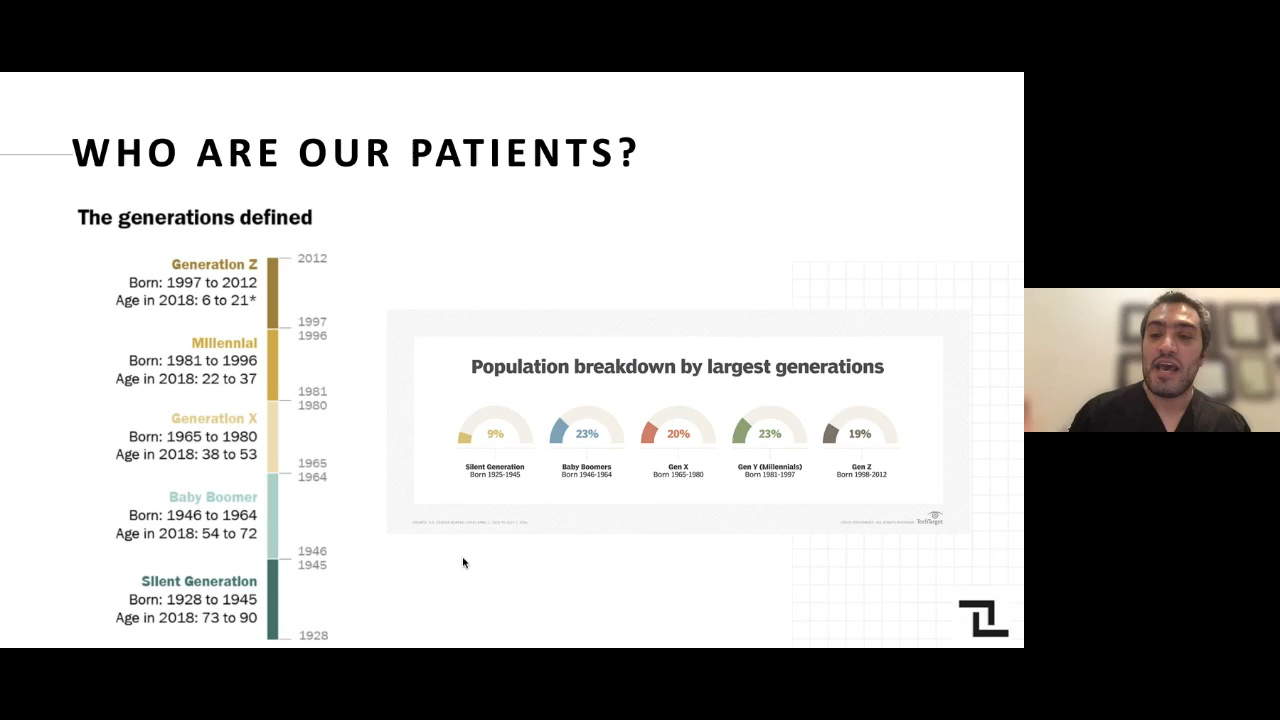 WHO ARE OUR PATIENTS?
The generations defined
Generation Z
Born: 1997 to 2012
Age in 2018: 6 to 21*
Millennial
Born: 1981 to 1996
Age in 2018: 22 to 37
Generation X
Born: 1965 to 1980
Age in 2018: 38 to 53
Baby Boomer
Born: 1946 to 1964
Age in 2018: 54 to 72
Silent Generation
Born: 1928 to 1945
Age in 2018: 73 to 90
2012
1997
1996
1981
1980
1965
1964
1946
1945
1928
Population breakdown by largest generations
9%
Silent Generation
Born 1925-1945
23%
Baby Boomers
Born 1946-1964
20%
Gen X
Born 1965-1980
23%
Gen Y (Millennials)
Born 1981-1997
19%
Gen Z
Born 1998-2012
TechTarget